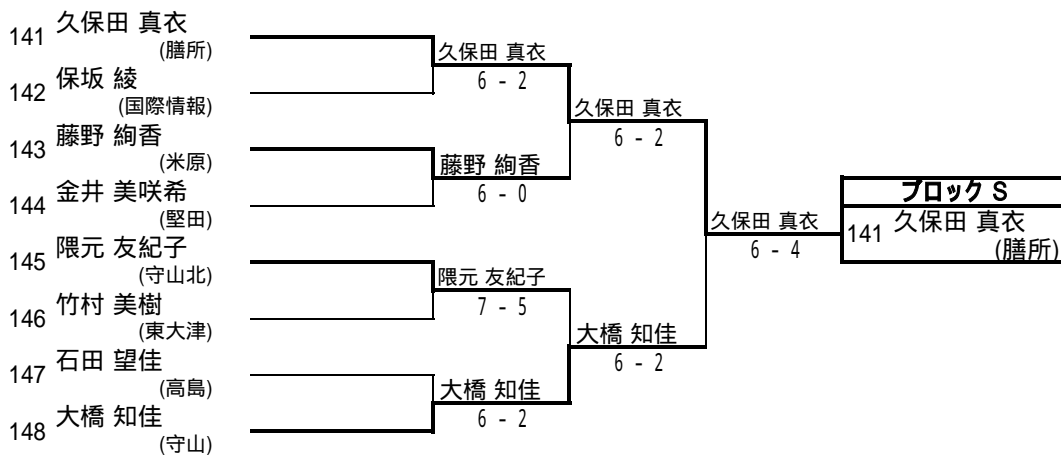 141 久保田 真衣
(膳所)
142 保坂 綾
(国際情報)
143 藤野 絢香
(米原)
144 金井 美咲希
(堅田)
145 隈元 友紀子
(守山北)
146 竹村 美樹
(東大津)
147 石田 望佳
(高島)
148 大橋 知佳
(守山)
久保田 真衣
6 - 2
藤野 絢香
6 - 0
隈元 友紀子
7 - 5
大橋 知佳
6 - 2
久保田 真衣
6 - 2
大橋 知佳
6 - 2
久保田 真衣
6 - 4
ブロック S
141 久保田 真衣
(膳所)